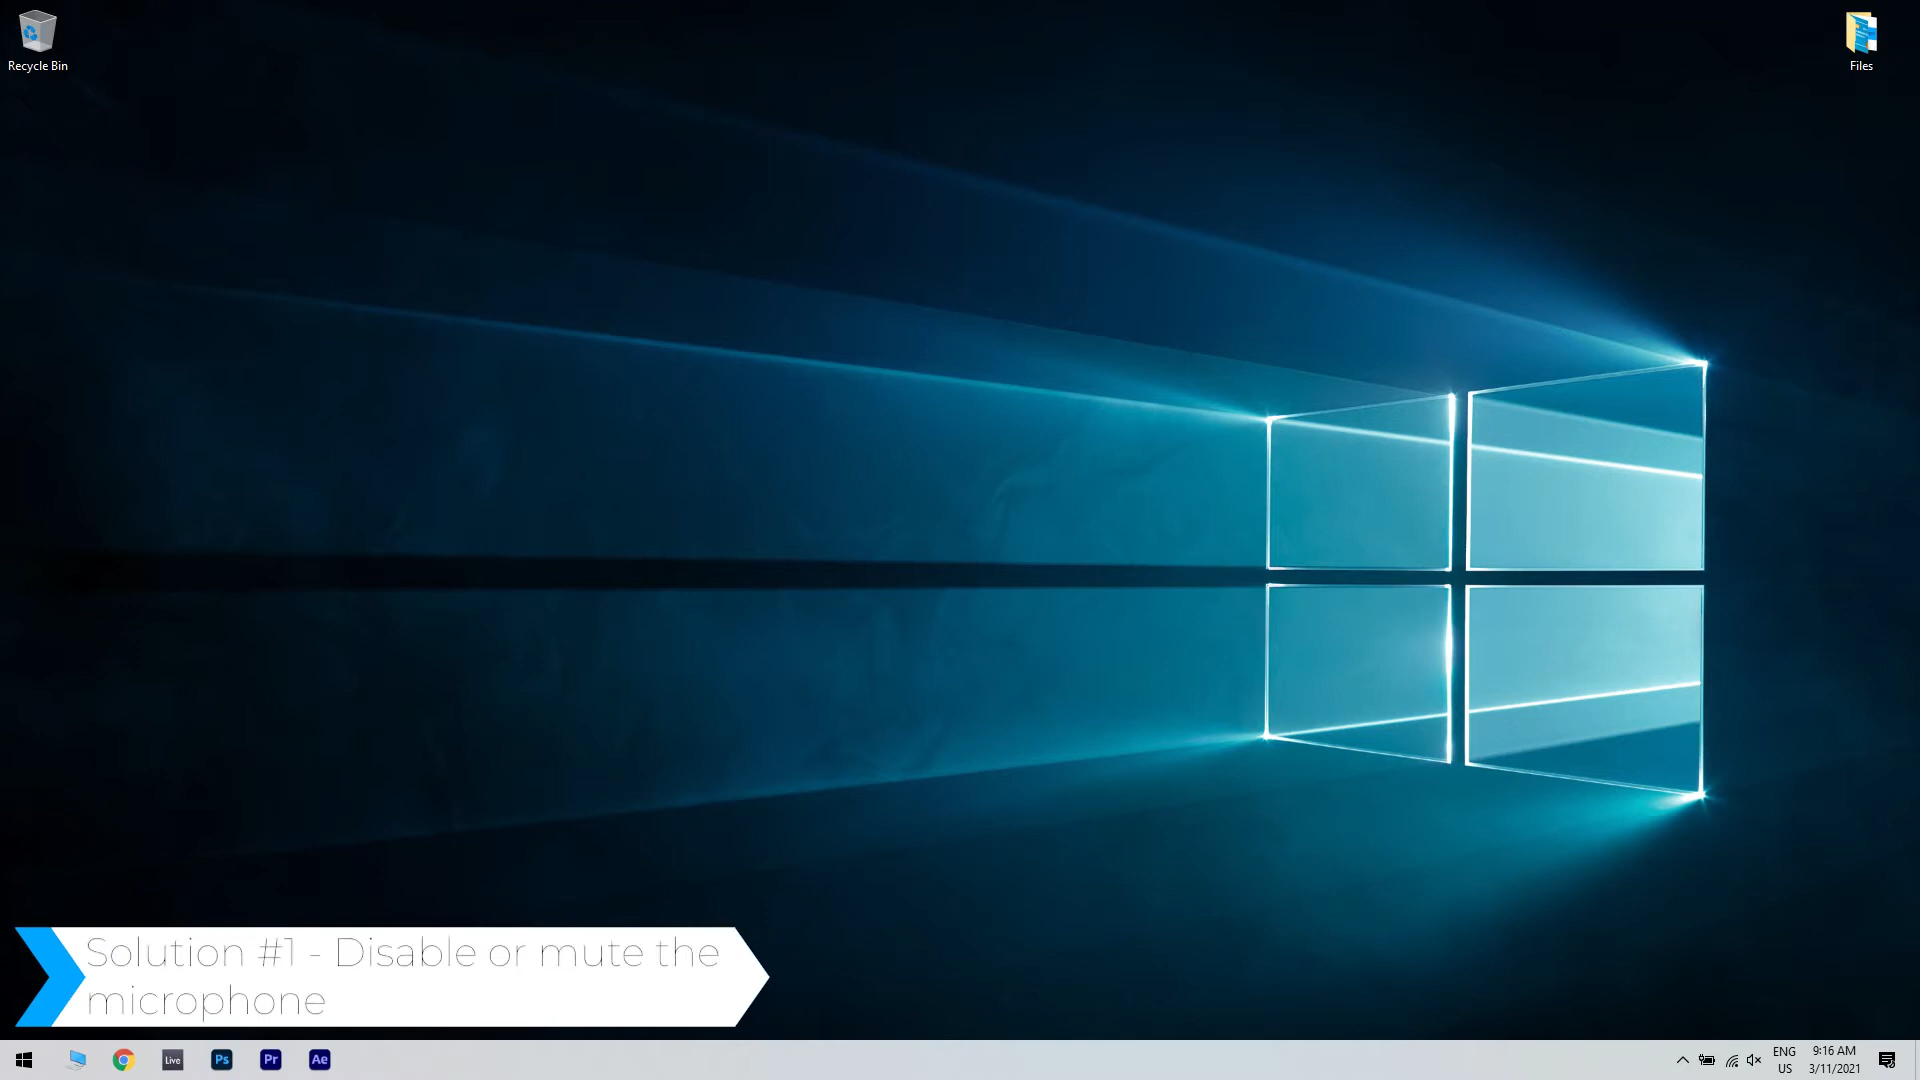 Recycle Bin
Files
Solution #1 - Disable or mute the
microphone
Live
Ps
Pr
Ae
ENG
US
9:16 AM
3/11/2021